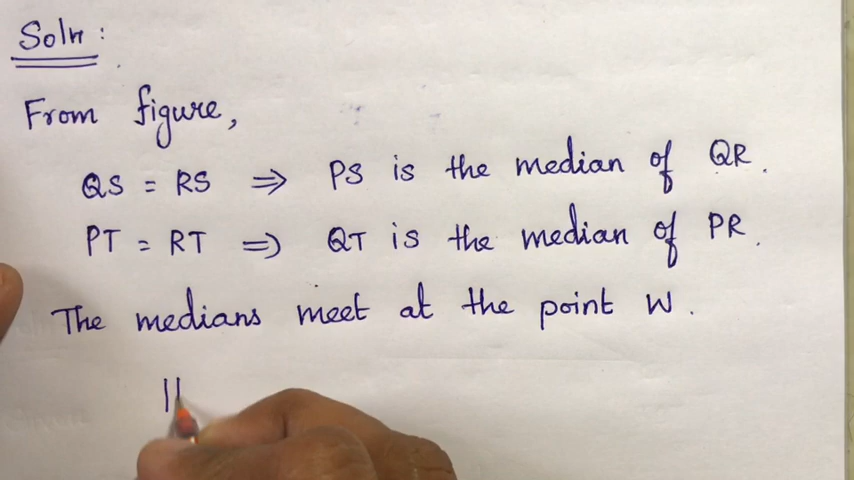 Soln:
From figure,
QS = RS ⇒ PS is the median of QR.
PT = RT ⇒ QT is the median of PR.
The medians meet at the point W.